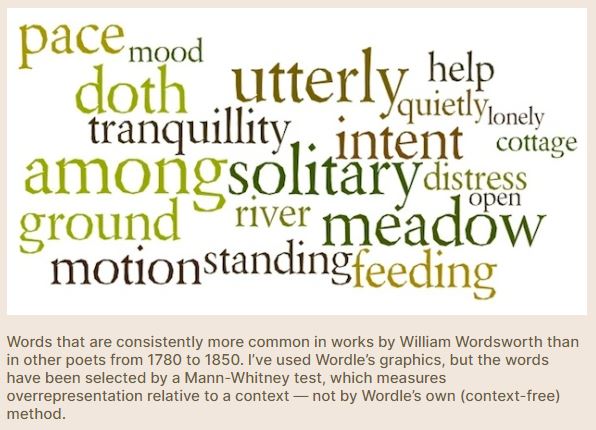 pace mood
doth utterly help
quietly lonely
tranquillity intent cottage
among solitary distress
open
ground river meadow
motion standing feeding
Words that are consistently more common in works by William Wordsworth than
in other poets from 1780 to 1850. I’ve used Wordle’s graphics, but the words
have been selected by a Mann-Whitney test, which measures
overrepresentation relative to a context — not by Wordle’s own (context-free)
method.